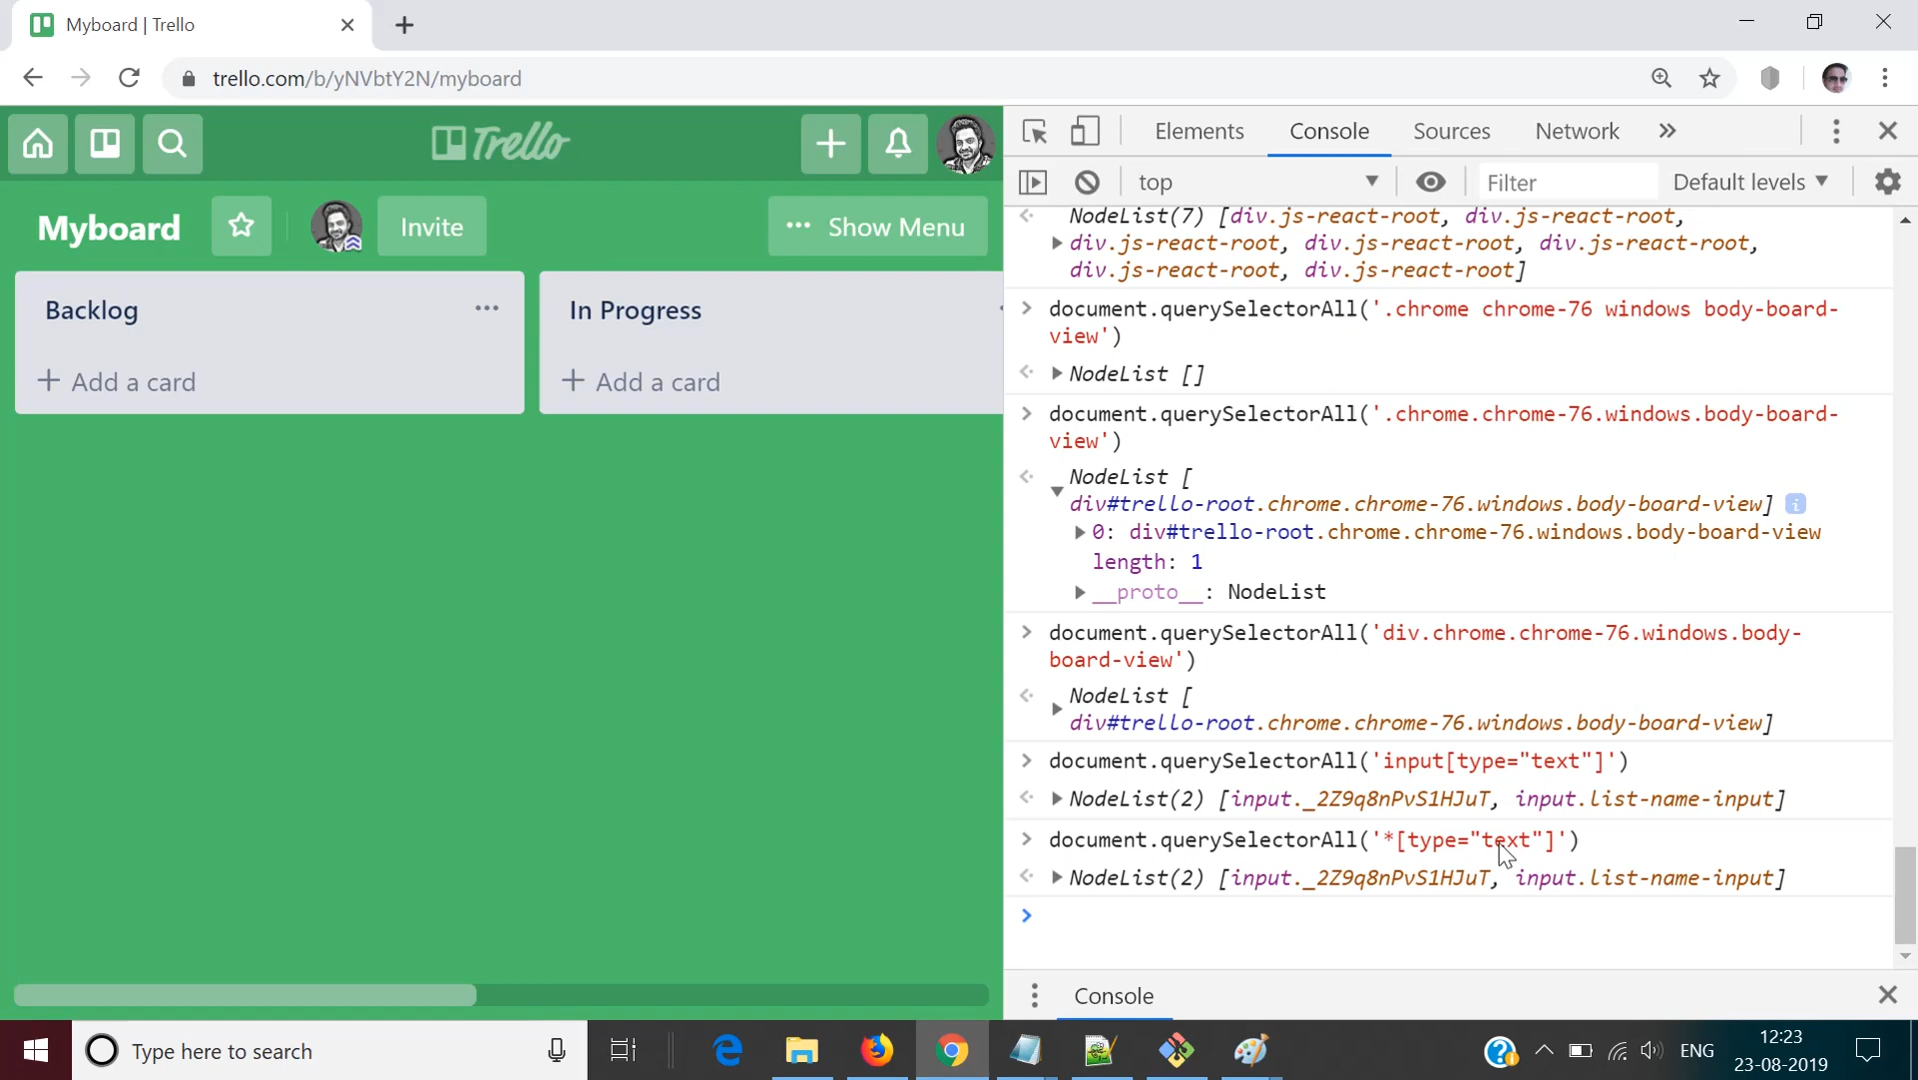 Myboard | Trello
trello.com/b/yNVbtY2N/myboard
Trello
Myboard
Invite
··· Show Menu
Backlog
In Progress
+ Add a card
+ Add a card
Elements
Console
Sources
Network
»
top
Filter
Default levels
NodeList(7) [div.js-react-root, div.js-react-root,
div.js-react-root, div.js-react-root, div.js-react-root,
div.js-react-root, div.js-react-root]
document.querySelectorAll('.chrome chrome-76 windows body-board-
view')
NodeList []
document.querySelectorAll('.chrome.chrome-76.windows.body-board-
view')
NodeList [
div#trello-root.chrome.chrome-76.windows.body-board-view]
0: div#trello-root.chrome.chrome-76.windows.body-board-view
length: 1
__proto__: NodeList
document.querySelectorAll('div.chrome.chrome-76.windows.body-
board-view')
NodeList [
div#trello-root.chrome.chrome-76.windows.body-board-view]
document.querySelectorAll('input[type="text"]')
NodeList(2) [input._2Z9q8nPvS1HJuT, input.list-name-input]
document.querySelectorAll('*[type="text"]')
NodeList(2) [input._2Z9q8nPvS1HJuT, input.list-name-input]
Console
Type here to search
ENG
12:23
23-08-2019